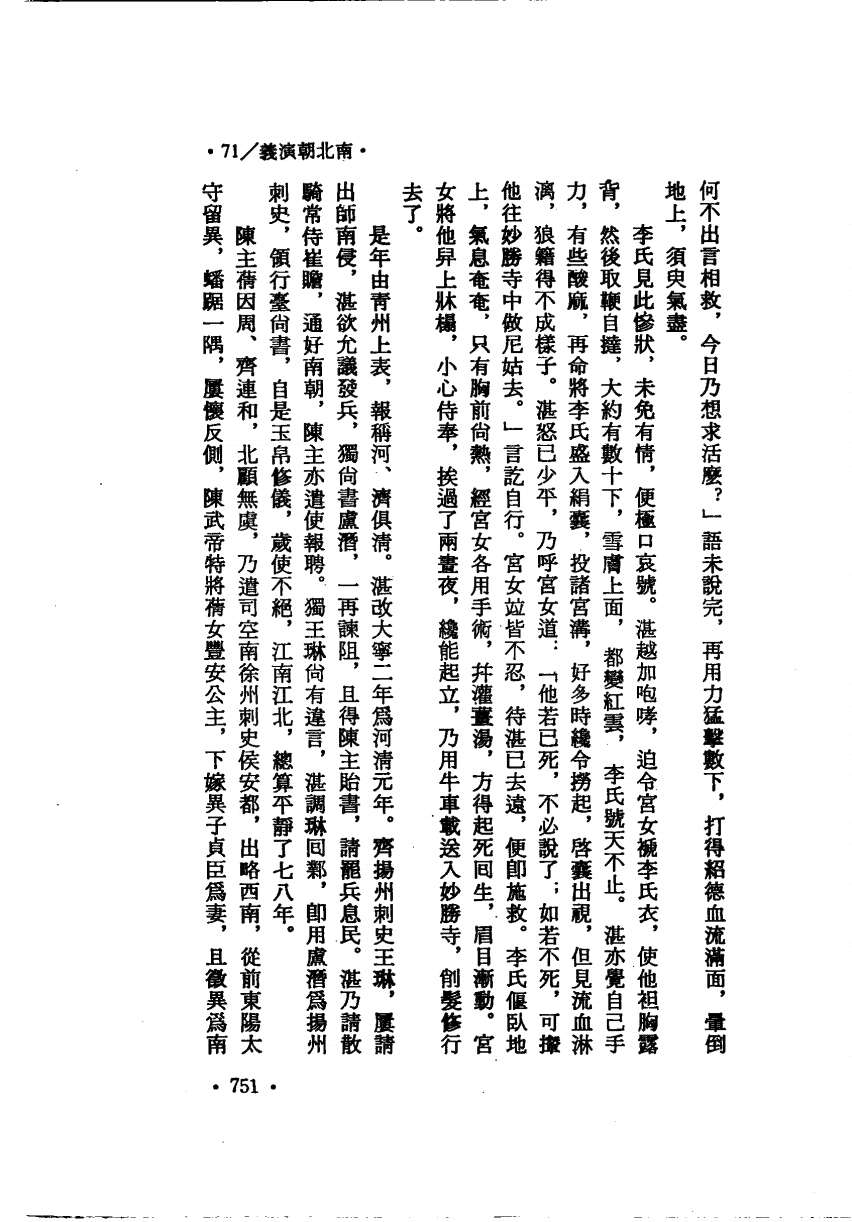 •71／義演朝北南•
何不出言相救，今日乃想求活麼？」語未說完，再用力猛擊數下，打得紹德血流滿面，暈倒
地上，須臾氣盡。
李氏見此慘狀，未免有情，便極口哀號。湛越加咆哮，迫令宮女褫李氏衣，使他袒胸露
背，然後取鞭自撻，大約有數十下，雪膚上面，都變紅雲，李氏號天不止。湛亦覺自己手
力，有些酸麻，再命將李氏盛入絹囊，投諸宮溝，好多時纔令撈起，啓囊出視，但見流血淋
漓，狼籍得不成樣子。湛怒已少平，乃呼宮女道：「他若已死，不必說了；如若不死，可攆
他往妙勝寺中做尼姑去。」言訖自行。宮女竝皆不忍，待湛已去遠，便卽施救。李氏偃臥地
上，氣息奄奄，只有胸前尙熱，經宮女各用手術，幷灌薑湯，方得起死囘生，眉目漸動。宮
女將他舁上牀榻，小心侍奉，挨過了兩晝夜，纔能起立，乃用牛車載送入妙勝寺，削髮修行
去了。
是年由靑州上表，報稱河、濟俱淸。湛改大寧二年爲河淸元年。齊揚州刺史王琳，屢請
出師南侵，湛欲允議發兵，獨尙書盧潛，一再諫阻，且得陳主貽書，請罷兵息民。湛乃請散
騎常侍崔瞻，通好南朝，陳主亦遣使報聘。獨王琳尙有違言，湛調琳囘鄴，卽用盧潛爲揚州
刺史，領行臺尙書，自是玉帛修儀，歲使不絕，江南江北，總算平靜了七八年。
陳主蒨因周、齊連和，北顧無虞，乃遣司空南徐州刺史侯安都，出略西南，從前東陽太
守留異，蟠踞一隅，屢懷反側，陳武帝特將蒨女豐安公主，下嫁異子貞臣爲妻，且徵異爲南
•751•